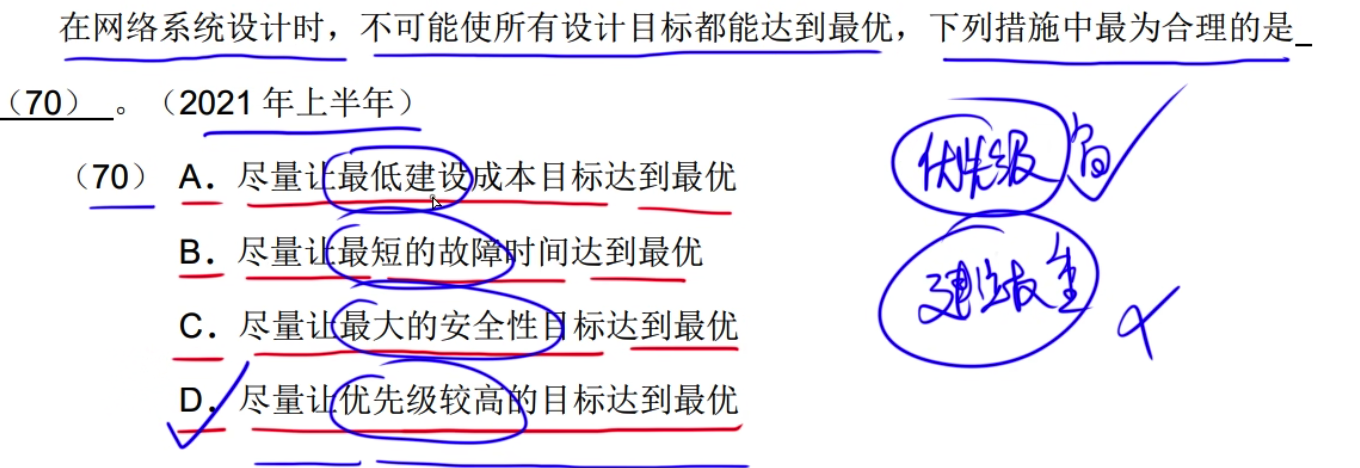 在网络系统设计时，不可能使所有设计目标都能达到最优，下列措施中最为合理的是_
（70）。（2021 年上半年）
（70） A．尽量让最低建设成本目标达到最优
B．尽量让最短的故障时间达到最优
C．尽量让最大的安全性目标达到最优
D．尽量让优先级较高的目标达到最优
优先级 高